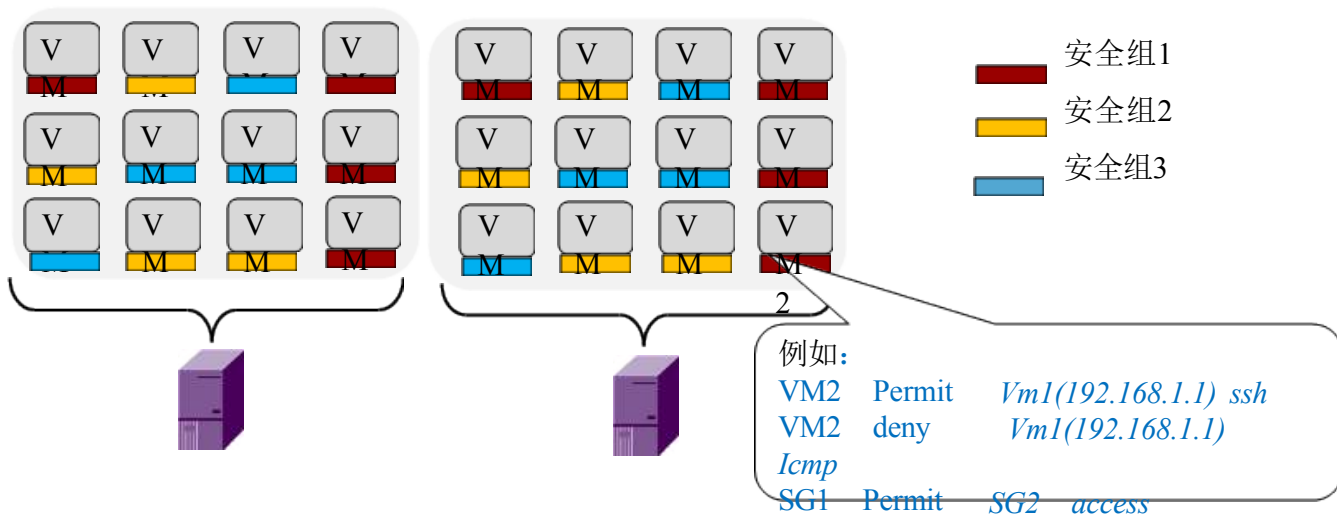 V V V V
M M M M
V V V V
M M M M
V V V V
M M M M
V V V V
M M M M
V V V V
M M M M
V V V V
M M M M
2
安全组1
安全组2
安全组3
例如：
VM2 Permit Vm1(192.168.1.1) ssh
VM2 deny Vm1(192.168.1.1)
Icmp
SG1 Permit SG2 access